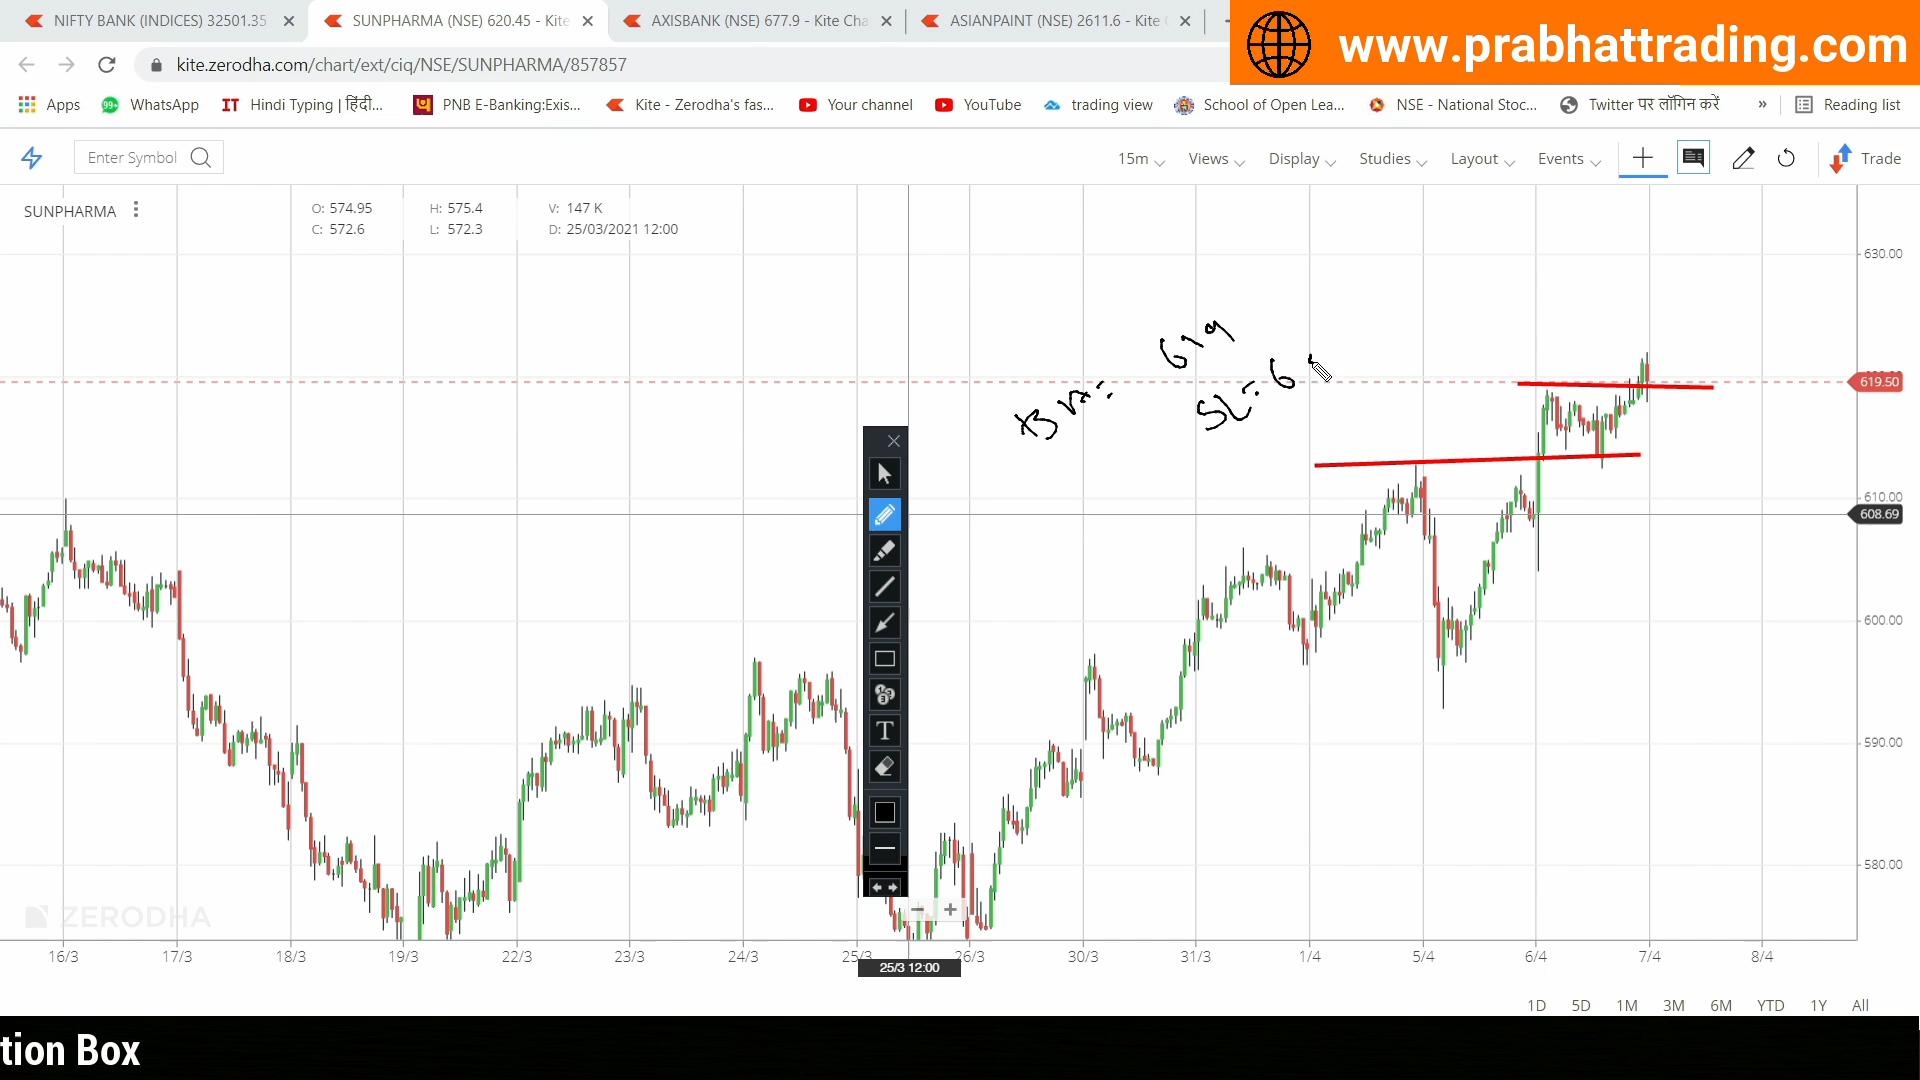 NIFTY BANK (INDICES) 32501.35
SUNPHARMA (NSE) 620.45 - Kite
AXISBANK (NSE) 677.9 - Kite Cha
ASIANPAINT (NSE) 2611.6 - Kite
www.prabhattrading.com
kite.zerodha.com/chart/ext/ciq/NSE/SUNPHARMA/857857
Apps
99+ WhatsApp
IT Hindi Typing | हिंदी...
PNB E-Banking:Exis...
Kite - Zerodha's fas...
Your channel
YouTube
trading view
School of Open Lea...
NSE - National Stoc...
Twitter पर लॉगिन करें
»
Reading list
Enter Symbol
15m
Views
Display
Studies
Layout
Events
Trade
SUNPHARMA
O: 574.95 H: 575.4 V: 147 K
C: 572.6 L: 572.3 D: 25/03/2021 12:00
630.00
619
SL: 6
619.50
610.00
608.69
600.00
590.00
580.00
T
ZERODHA
16/3 17/3 18/3 19/3 22/3 23/3 24/3 25/3 26/3 30/3 31/3 1/4 5/4 6/4 7/4 8/4
25/3 12:00
1D 5D 1M 3M 6M YTD 1Y All
tion Box